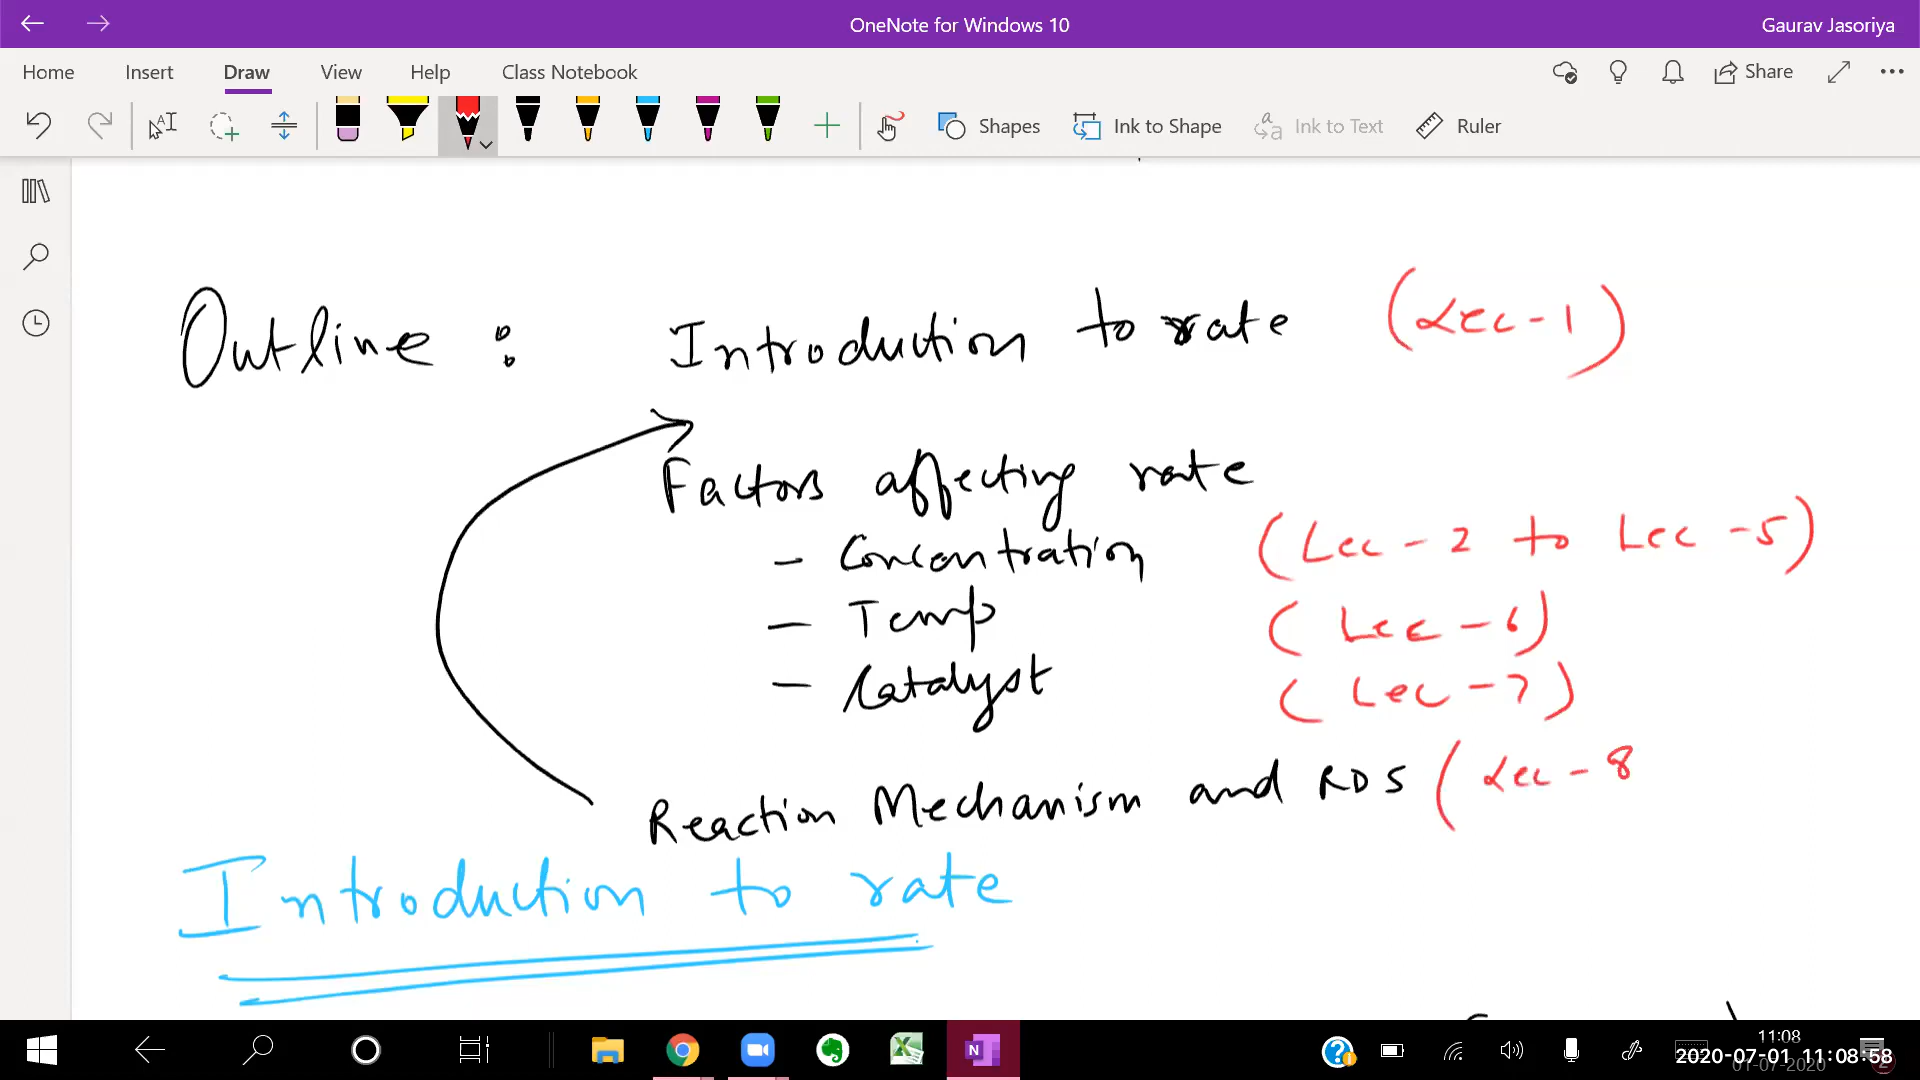 OneNote for Windows 10
Gaurav Jasoriya
Home Insert Draw View Help Class Notebook Share
Shapes Ink to Shape Ink to Text Ruler
Outline : Introduction to rate (Lec-1)
Factors affecting rate
- Concentration (Lec-2 to Lec-5)
- Temp (Lec-6)
- Catalyst (Lec-7)
Reaction Mechanism and RDS (Lec-8
Introduction to rate
11:08
2020-07-01 11:08:58
01-07-2020